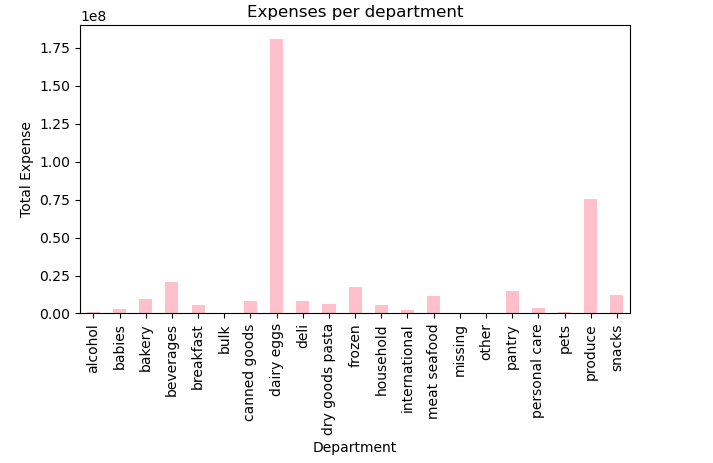 Expenses per department
1e8
1.75
1.50
1.25
1.00
0.75
0.50
0.25
0.00
Total Expense
alcohol
babies
bakery
beverages
breakfast
bulk
canned goods
dairy eggs
deli
dry goods pasta
frozen
household
international
meat seafood
missing
other
pantry
personal care
pets
produce
snacks
Department